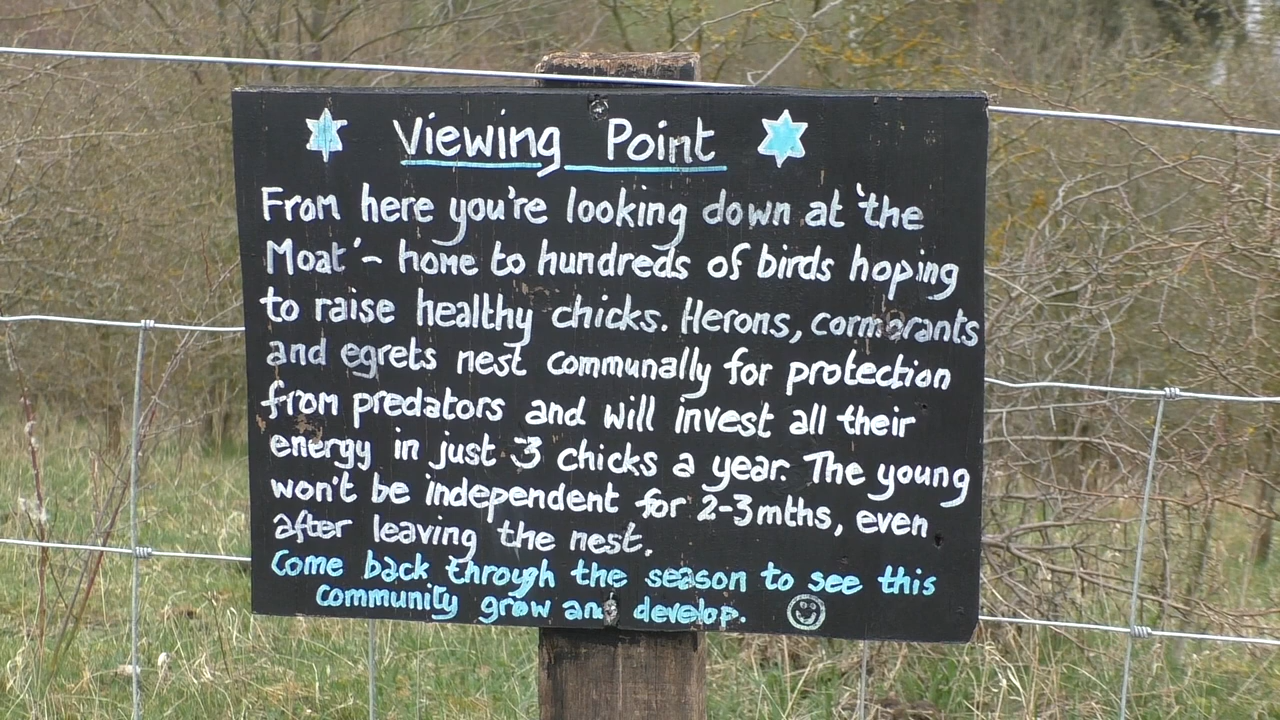 Viewing Point
From here you're looking down at 'the
Moat' - home to hundreds of birds hoping
to raise healthy chicks. Herons, cormorants
and egrets nest communally for protection
from predators and will invest all their
energy in just 3 chicks a year. The young
won't be independent for 2-3mths, even
after leaving the nest.
Come back through the season to see this
community grow and develop.